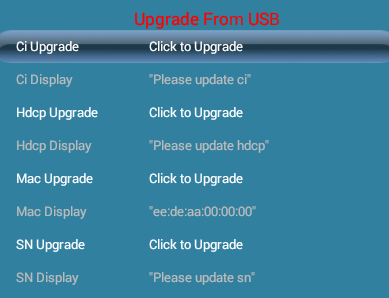 Upgrade From USB
Ci Upgrade Click to Upgrade
Ci Display "Please update ci"
Hdcp Upgrade Click to Upgrade
Hdcp Display "Please update hdcp"
Mac Upgrade Click to Upgrade
Mac Display "ee:de:aa:00:00:00"
SN Upgrade Click to Upgrade
SN Display "Please update sn"